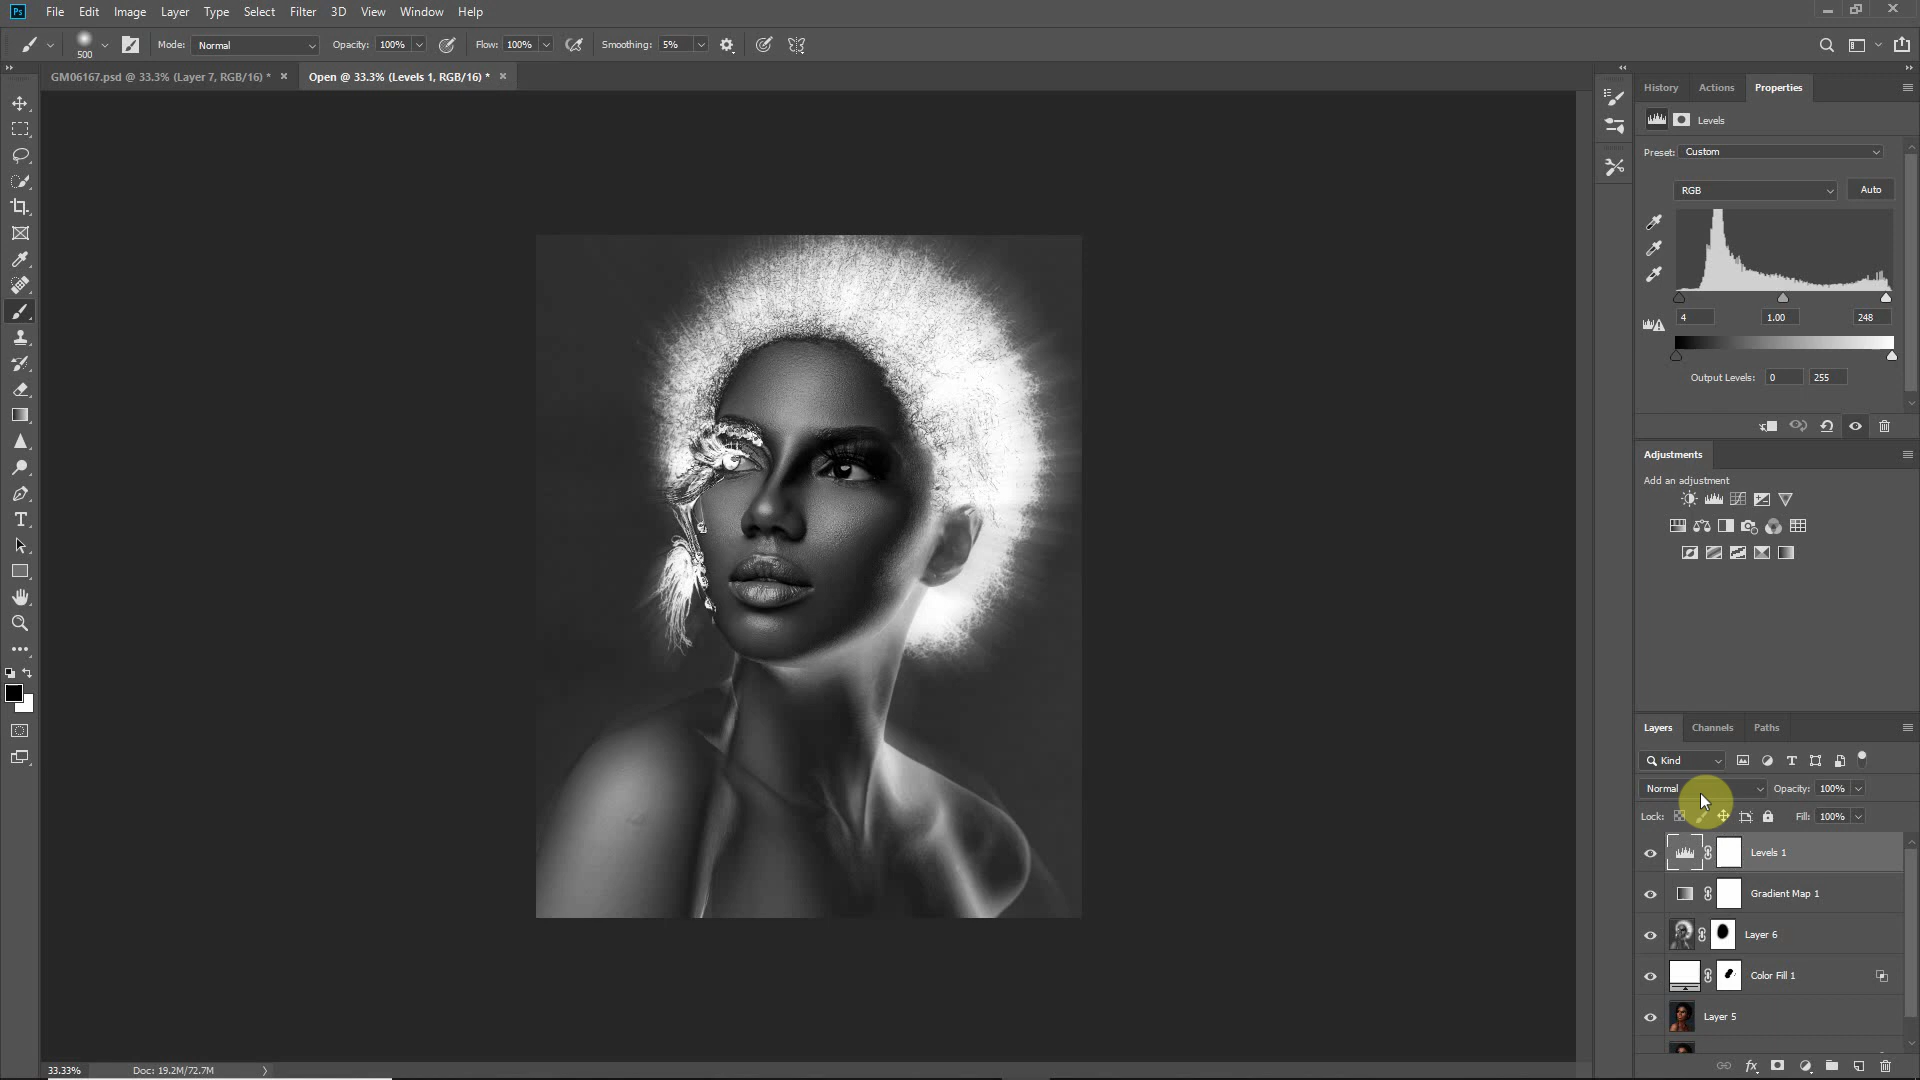 Ps File Edit Image Layer Type Select Filter 3D View Window Help
500 Mode: Normal Opacity: 100% Flow: 100% Smoothing: 5%
GM06167.psd @ 33.3% (Layer 7, RGB/16) * × Open @ 33.3% (Levels 1, RGB/16) * ×
History Actions Properties
Levels
Preset: Custom
RGB Auto
4 1.00 248
Output Levels: 0 255
Adjustments
Add an adjustment
Layers Channels Paths
Kind
Normal Opacity: 100%
Lock: Fill: 100%
Levels 1
Gradient Map 1
Layer 6
Color Fill 1
Layer 5
33.33% Doc: 19.2M/72.7M